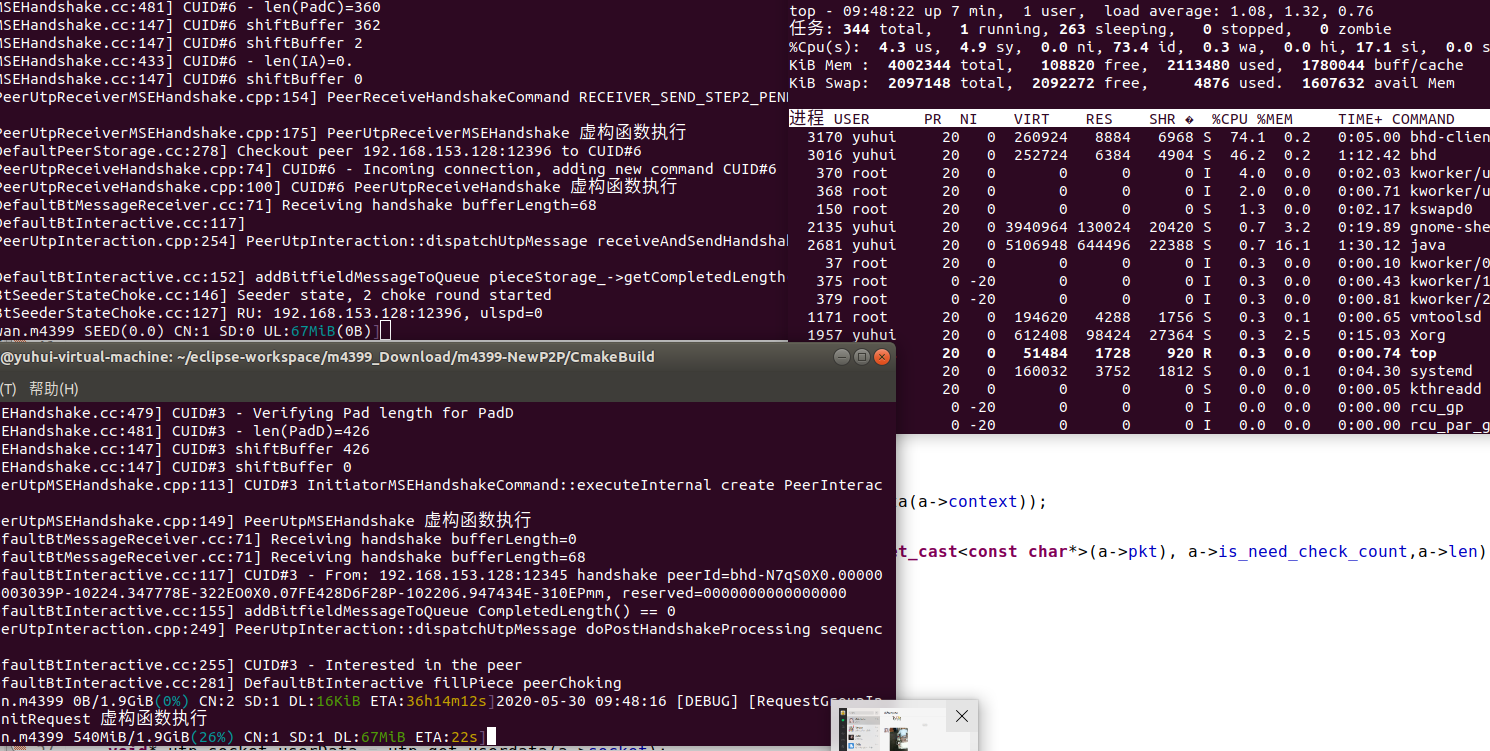 MSEHandshake.cc:481] CUID#6 - len(PadC)=360
MSEHandshake.cc:147] CUID#6 shiftBuffer 362
MSEHandshake.cc:147] CUID#6 shiftBuffer 2
MSEHandshake.cc:433] CUID#6 - len(IA)=0.
MSEHandshake.cc:147] CUID#6 shiftBuffer 0
PeerUtpReceiverMSEHandshake.cpp:154] PeerReceiveHandshakeCommand RECEIVER_SEND_STEP2_PEN
PeerUtpReceiverMSEHandshake.cpp:175] PeerUtpReceiverMSEHandshake 虚构函数执行
DefaultPeerStorage.cc:278] Checkout peer 192.168.153.128:12396 to CUID#6
PeerUtpReceiveHandshake.cpp:74] CUID#6 - Incoming connection, adding new command CUID#6
PeerUtpReceiveHandshake.cpp:100] CUID#6 PeerUtpReceiveHandshake 虚构函数执行
DefaultBtMessageReceiver.cc:71] Receiving handshake bufferLength=68
DefaultBtInteractive.cc:117]
PeerUtpInteraction.cpp:254] PeerUtpInteraction::dispatchUtpMessage receiveAndSendHandshak
DefaultBtInteractive.cc:152] addBitfieldMessageToQueue pieceStorage_->getCompletedLength
BtSeederStateChoke.cc:146] Seeder state, 2 choke round started
BtSeederStateChoke.cc:127] RU: 192.168.153.128:12396, ulspd=0
wan.m4399 SEED(0.0) CN:1 SD:0 UL:67MiB(0B)]
top - 09:48:22 up 7 min,  1 user,  load average: 1.08, 1.32, 0.76
任务: 344 total,   1 running, 263 sleeping,   0 stopped,   0 zombie
%Cpu(s):  4.3 us,  4.9 sy,  0.0 ni, 73.4 id,  0.3 wa,  0.0 hi, 17.1 si,  0.0 s
KiB Mem :  4002344 total,   108820 free,  2113480 used,  1780044 buff/cache
KiB Swap:  2097148 total,  2092272 free,     4876 used.  1607632 avail Mem
进程 USER      PR  NI    VIRT    RES    SHR �  %CPU %MEM     TIME+ COMMAND
3170 yuhui     20   0  260924   8884   6968 S  74.1  0.2   0:05.00 bhd-clien
3016 yuhui     20   0  252724   6384   4904 S  46.2  0.2   1:12.42 bhd
370 root      20   0       0      0      0 I   4.0  0.0   0:02.03 kworker/u
368 root      20   0       0      0      0 I   2.0  0.0   0:00.71 kworker/u
150 root      20   0       0      0      0 S   1.3  0.0   0:02.17 kswapd0
2135 yuhui     20   0 3940964 130024  20420 S   0.7  3.2   0:19.89 gnome-she
2681 yuhui     20   0 5106948 644496  22388 S   0.7 16.1   1:30.12 java
37 root      20   0       0      0      0 I   0.3  0.0   0:00.10 kworker/0
375 root       0 -20       0      0      0 I   0.3  0.0   0:00.43 kworker/1
379 root       0 -20       0      0      0 I   0.3  0.0   0:00.81 kworker/2
1171 root      20   0  194620   4288   1756 S   0.3  0.1   0:00.65 vmtoolsd
1957 yuhui     20   0  612408  98424  27364 S   0.3  2.5   0:15.03 Xorg
20   0   51484   1728    920 R   0.3  0.0   0:00.74 top
20   0  160032   3752   1812 S   0.0  0.1   0:04.30 systemd
20   0       0      0      0 S   0.0  0.0   0:00.05 kthreadd
0 -20       0      0      0 I   0.0  0.0   0:00.00 rcu_gp
0 -20       0      0      0 I   0.0  0.0   0:00.00 rcu_par_g
@yuhui-virtual-machine: ~/eclipse-workspace/m4399_Download/m4399-NewP2P/CmakeBuild
(T) 帮助(H)
EHandshake.cc:479] CUID#3 - Verifying Pad length for PadD
EHandshake.cc:481] CUID#3 - len(PadD)=426
EHandshake.cc:147] CUID#3 shiftBuffer 426
EHandshake.cc:147] CUID#3 shiftBuffer 0
erUtpMSEHandshake.cpp:113] CUID#3 InitiatorMSEHandshakeCommand::executeInternal create PeerInterac
erUtpMSEHandshake.cpp:149] PeerUtpMSEHandshake 虚构函数执行
faultBtMessageReceiver.cc:71] Receiving handshake bufferLength=0
faultBtMessageReceiver.cc:71] Receiving handshake bufferLength=68
faultBtInteractive.cc:117] CUID#3 - From: 192.168.153.128:12345 handshake peerId=bhd-N7qS0X0.00000
003039P-10224.347778E-322EO0X0.07FE428D6F28P-102206.947434E-310EPmm, reserved=0000000000000000
faultBtInteractive.cc:155] addBitfieldMessageToQueue CompletedLength() == 0
erUtpInteraction.cpp:249] PeerUtpInteraction::dispatchUtpMessage doPostHandshakeProcessing sequenc
faultBtInteractive.cc:255] CUID#3 - Interested in the peer
faultBtInteractive.cc:281] DefaultBtInteractive fillPiece peerChoking
n.m4399 0B/1.9GiB(0%) CN:2 SD:1 DL:16KiB ETA:36h14m12s]2020-05-30 09:48:16 [DEBUG] [RequestGroupIn
nitRequest 虚构函数执行
n.m4399 540MiB/1.9GiB(26%) CN:1 SD:1 DL:67MiB ETA:22s]
ta(a->context));
et_cast<const char*>(a->pkt), a->is_need_check_count,a->len)